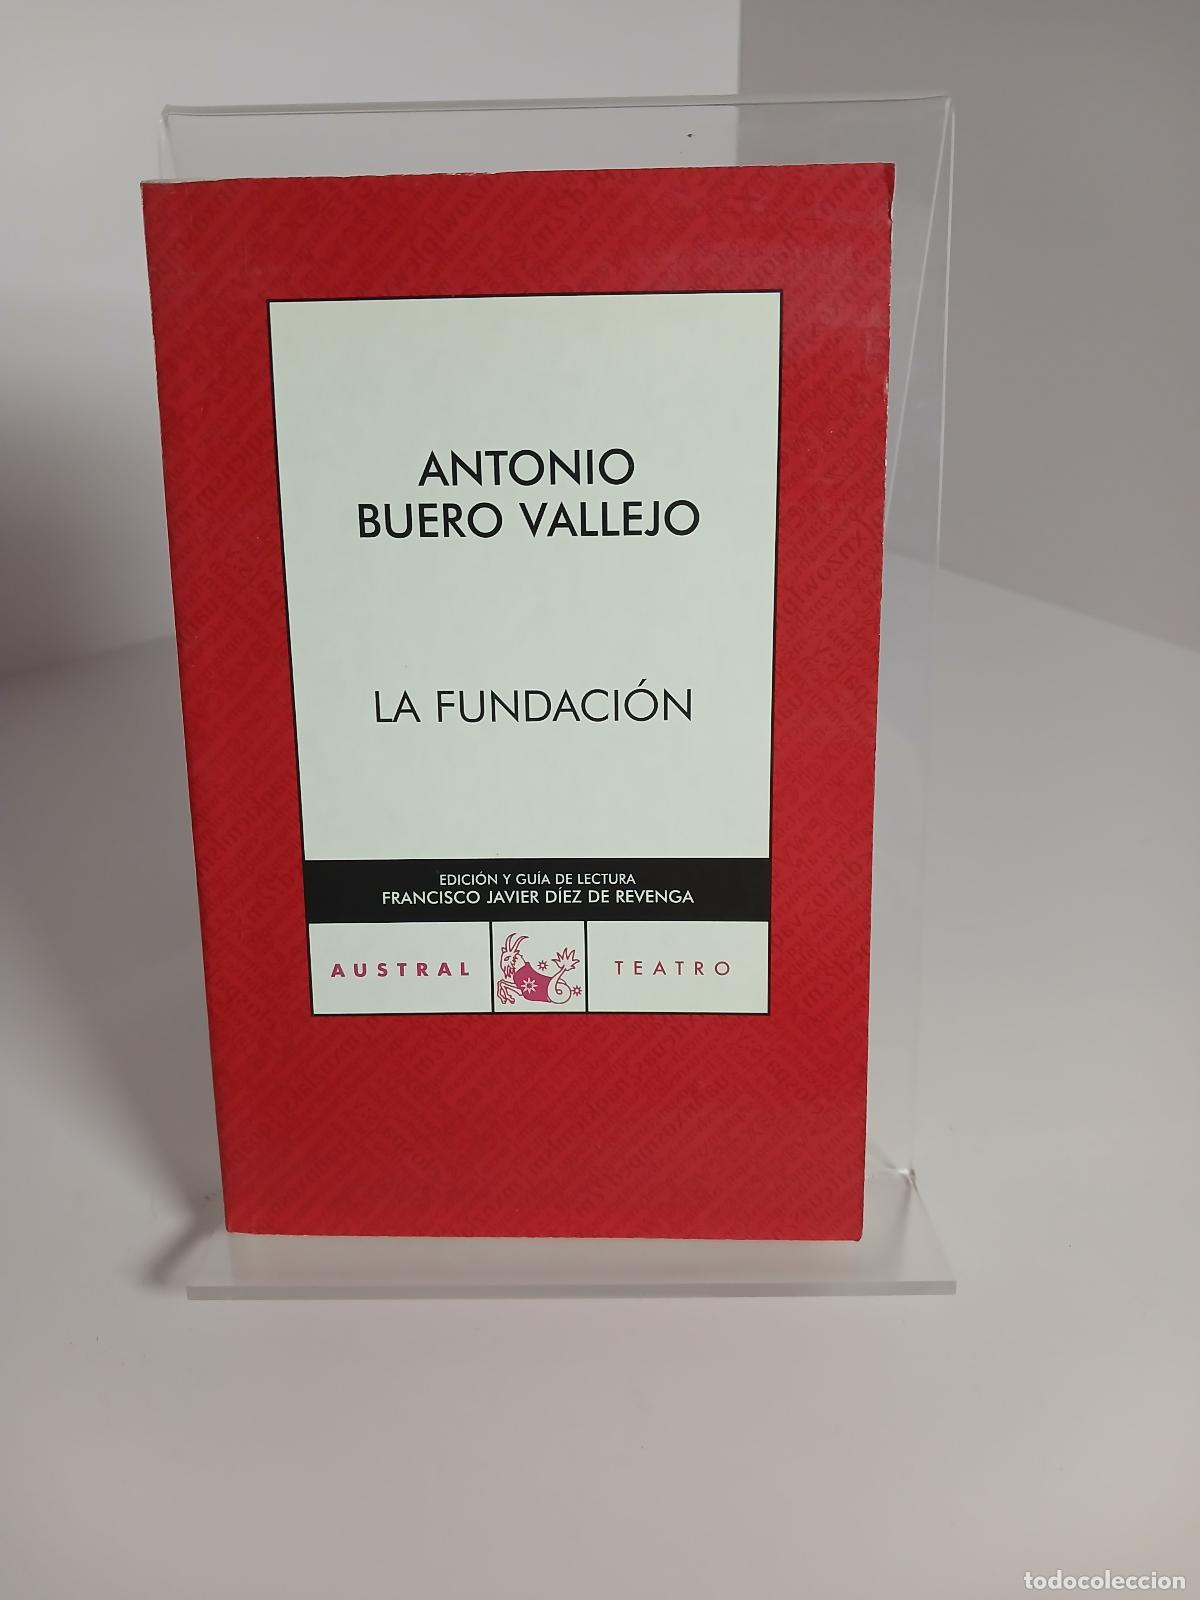 ANTONIO
BUERO VALLEJO
LA FUNDACIÓN
EDICIÓN Y GUÍA DE LECTURA
FRANCISCO JAVIER DÍEZ DE REVENGA
AUSTRAL
TEATRO
todocoleccion